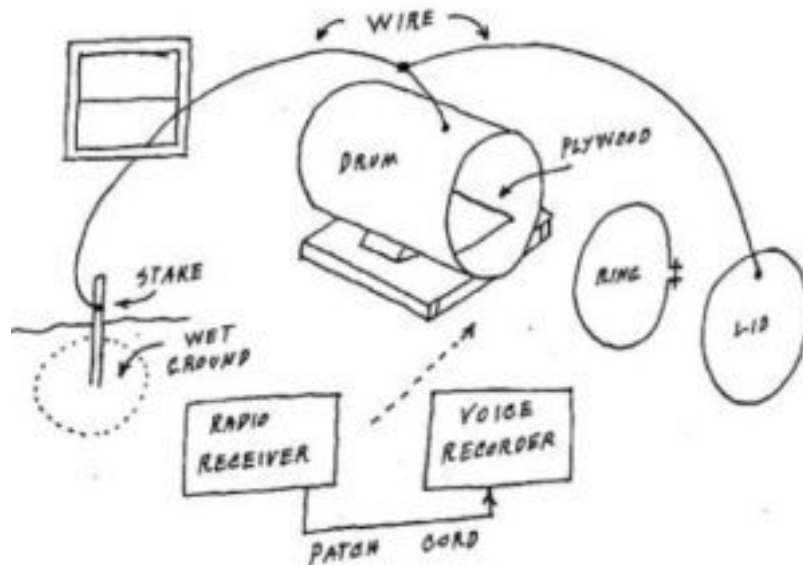 WIRE
DRUM
PLYWOOD
STAKE
WET
GROUND
RING
LID
RADIO
RECEIVER
VOICE
RECORDER
PATCH CORD